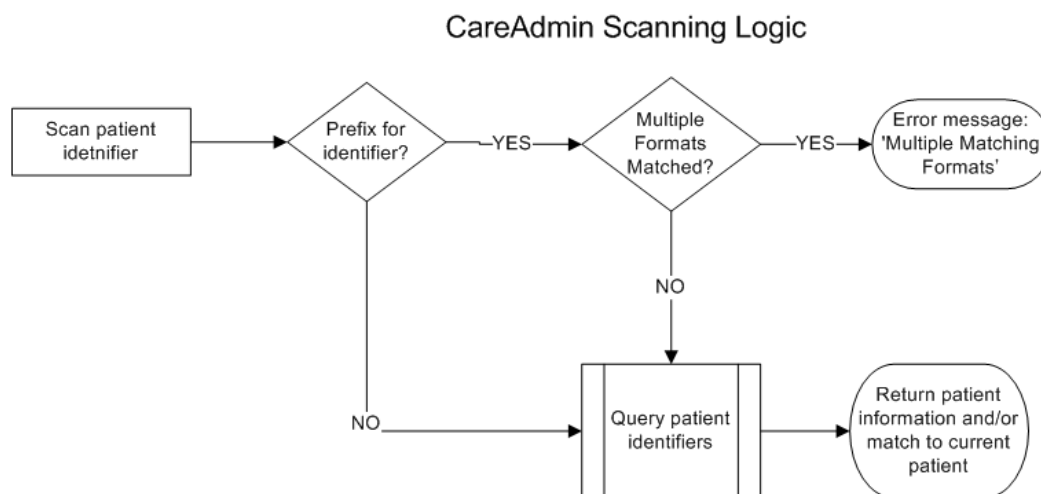 CareAdmin Scanning Logic
Scan patient
idetnifier
Prefix for
identifier?
YES
Multiple
Formats
Matched?
YES
Error message:
'Multiple Matching
Formats'
NO
NO
Query patient
identifiers
Return patient
information and/or
match to current
patient